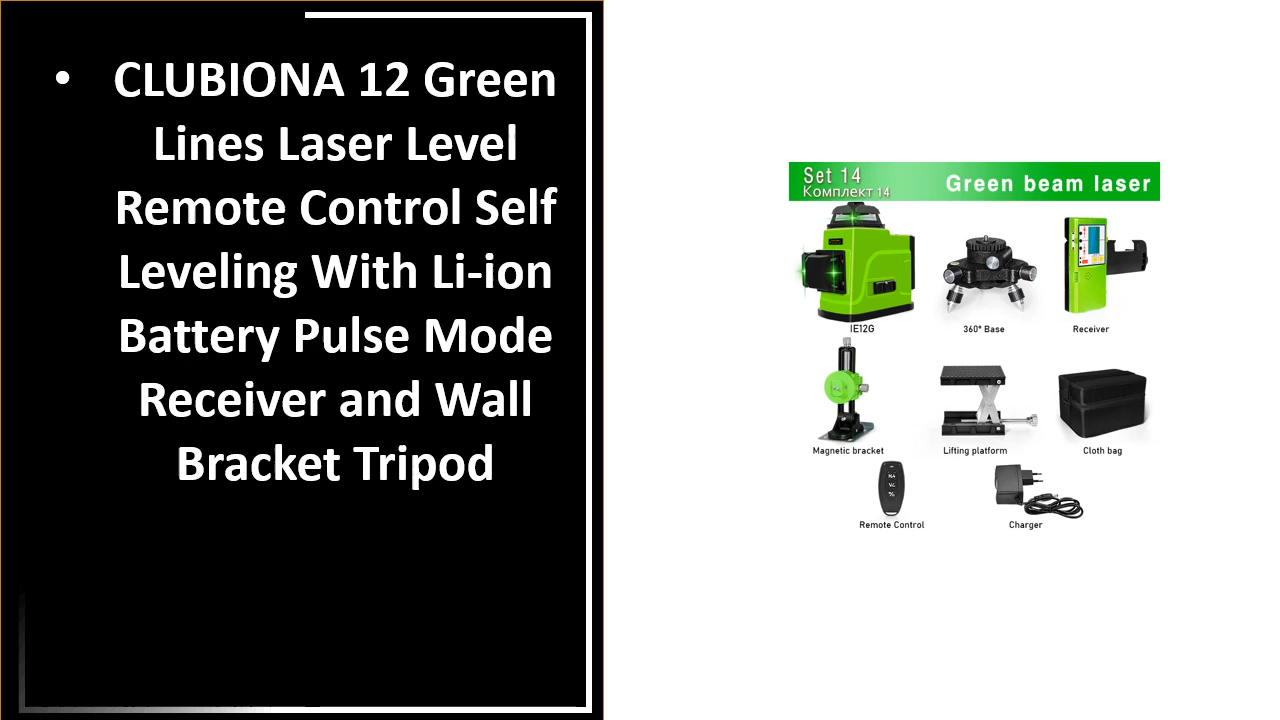 • CLUBIONA 12 Green
Lines Laser Level
Remote Control Self
Leveling With Li-ion
Battery Pulse Mode
Receiver and Wall
Bracket Tripod
Set 14
Комплект 14
Green beam laser
IE12G
360° Base
Receiver
Magnetic bracket
Lifting platform
Cloth bag
Remote Control
Charger